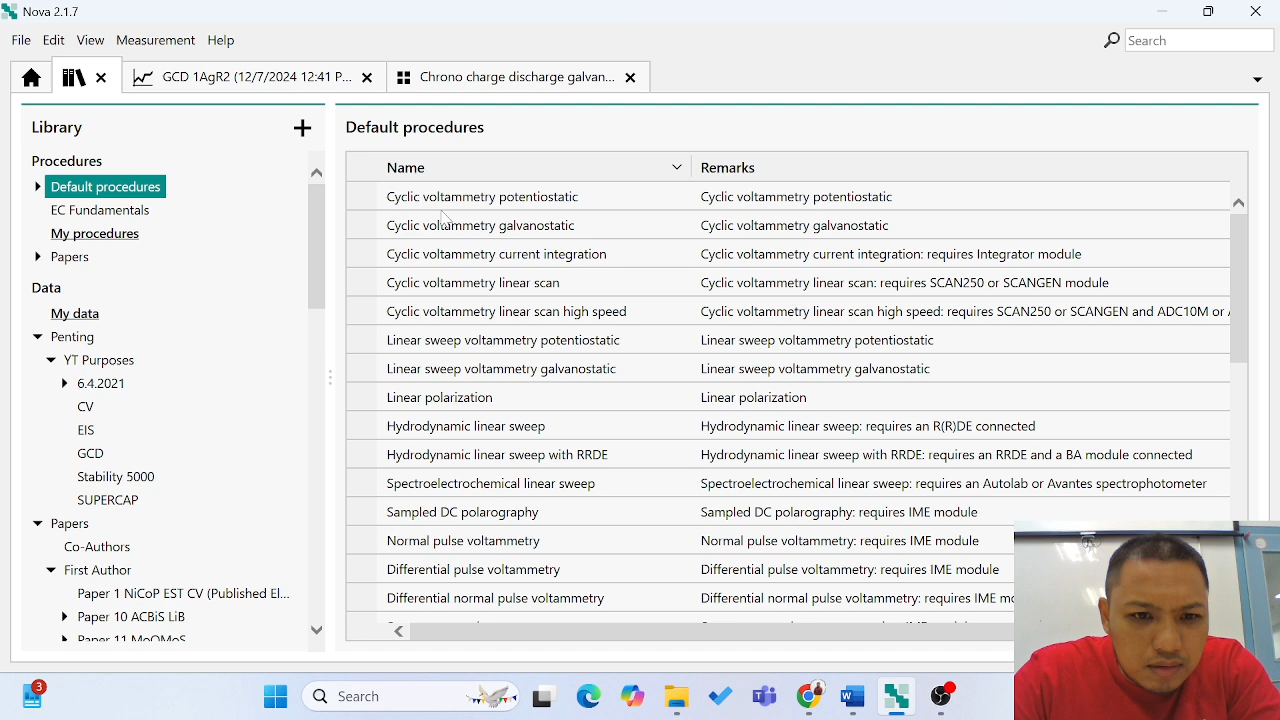 Nova 2.1.7
File Edit View Measurement Help
Search
GCD 1AgR2 (12/7/2024 12:41 P...
Chrono charge discharge galvan...
Library
Procedures
Default procedures
EC Fundamentals
My procedures
Papers
Data
My data
Penting
YT Purposes
6.4.2021
CV
EIS
GCD
Stability 5000
SUPERCAP
Papers
Co-Authors
First Author
Paper 1 NiCoP EST CV (Published El...
Paper 10 ACBiS LiB
Paper 11 MoOMoS
Default procedures
Name Remarks
Cyclic voltammetry potentiostatic Cyclic voltammetry potentiostatic
Cyclic voltammetry galvanostatic Cyclic voltammetry galvanostatic
Cyclic voltammetry current integration Cyclic voltammetry current integration: requires Integrator module
Cyclic voltammetry linear scan Cyclic voltammetry linear scan: requires SCAN250 or SCANGEN module
Cyclic voltammetry linear scan high speed Cyclic voltammetry linear scan high speed: requires SCAN250 or SCANGEN and ADC10M or
Linear sweep voltammetry potentiostatic Linear sweep voltammetry potentiostatic
Linear sweep voltammetry galvanostatic Linear sweep voltammetry galvanostatic
Linear polarization Linear polarization
Hydrodynamic linear sweep Hydrodynamic linear sweep: requires an R(R)DE connected
Hydrodynamic linear sweep with RRDE Hydrodynamic linear sweep with RRDE: requires an RRDE and a BA module connected
Spectroelectrochemical linear sweep Spectroelectrochemical linear sweep: requires an Autolab or Avantes spectrophotometer
Sampled DC polarography Sampled DC polarography: requires IME module
Normal pulse voltammetry Normal pulse voltammetry: requires IME module
Differential pulse voltammetry Differential pulse voltammetry: requires IME module
Differential normal pulse voltammetry Differential normal pulse voltammetry: requires IME
3
Search